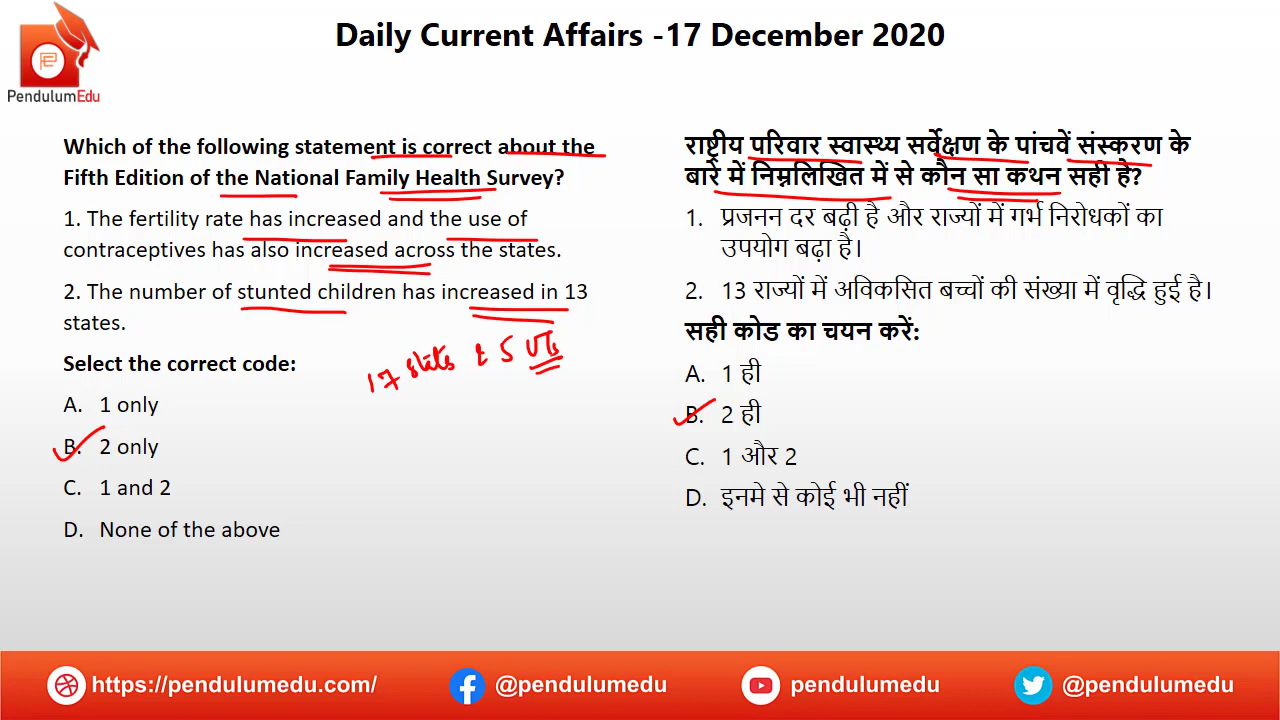 Daily Current Affairs -17 December 2020
PE
PendulumEdu
Which of the following statement is correct about the
Fifth Edition of the National Family Health Survey?
1. The fertility rate has increased and the use of
contraceptives has also increased across the states.
2. The number of stunted children has increased in 13
states.
17 states & 5 UTs
Select the correct code:
A. 1 only
B. 2 only
C. 1 and 2
D. None of the above
राष्ट्रीय परिवार स्वास्थ्य सर्वेक्षण के पांचवें संस्करण के
बारे में निम्नलिखित में से कौन सा कथन सही है?
1. प्रजनन दर बढ़ी है और राज्यों में गर्भ निरोधकों का
उपयोग बढ़ा है।
2. 13 राज्यों में अविकसित बच्चों की संख्या में वृद्धि हुई है।
सही कोड का चयन करें:
A. 1 ही
B. 2 ही
C. 1 और 2
D. इनमे से कोई भी नहीं
https://pendulumedu.com/ @pendulumedu pendulumedu @pendulumedu